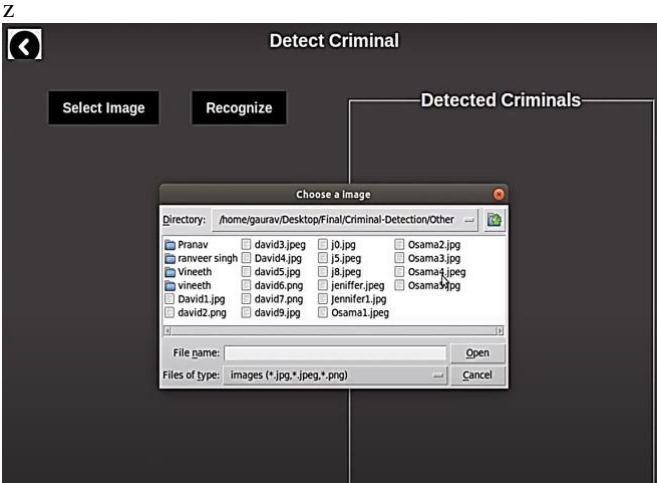 z
Detect Criminal
Select Image
Recognize
Detected Criminals
Choose a Image
Directory: /home/gaurav/Desktop/Final/Criminal-Detection/Other
Pranav david3.jpeg j0.jpg Osama2.jpg
ranveer singh David4.jpg j5.jpeg Osama3.jpg
Vineeth david5.jpg j8.jpeg Osama4.jpeg
vineeth david6.png jeniffer.jpeg
David1.jpg david7.png Jennifer1.jpg
david2.png david9.jpg Osama1.jpeg
File name: Open
Files of type: images (*.jpg,*.jpeg,*.png) Cancel